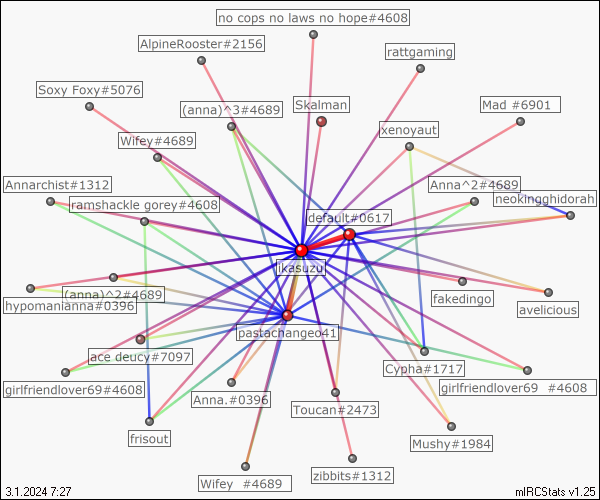 no cops no laws no hope#4608
AlpineRooster#2156
rattgaming
Soxy Foxy#5076
(anna)^3#4689
Skalman
Mad #6901
xenoyaut
Wifey#4689
Annarchist#1312
Anna^2#4689
ranshackle gorey#4608
neokingghidorah
default#0617
jkasuzu
(anna)^2#4689
hypomanianna#0396
fakedingo
avelicious
pastachangeo41
ace deucy#7097
Cypha#1717
girlfriendlover69#4608
girlfriendlover69 #4608
Anna.#0396
Toucan#2473
frisout
Mushy#1984
Wifey #4689
zibbits#1312
3.1.2024 7:27
mIRCStats v1.25